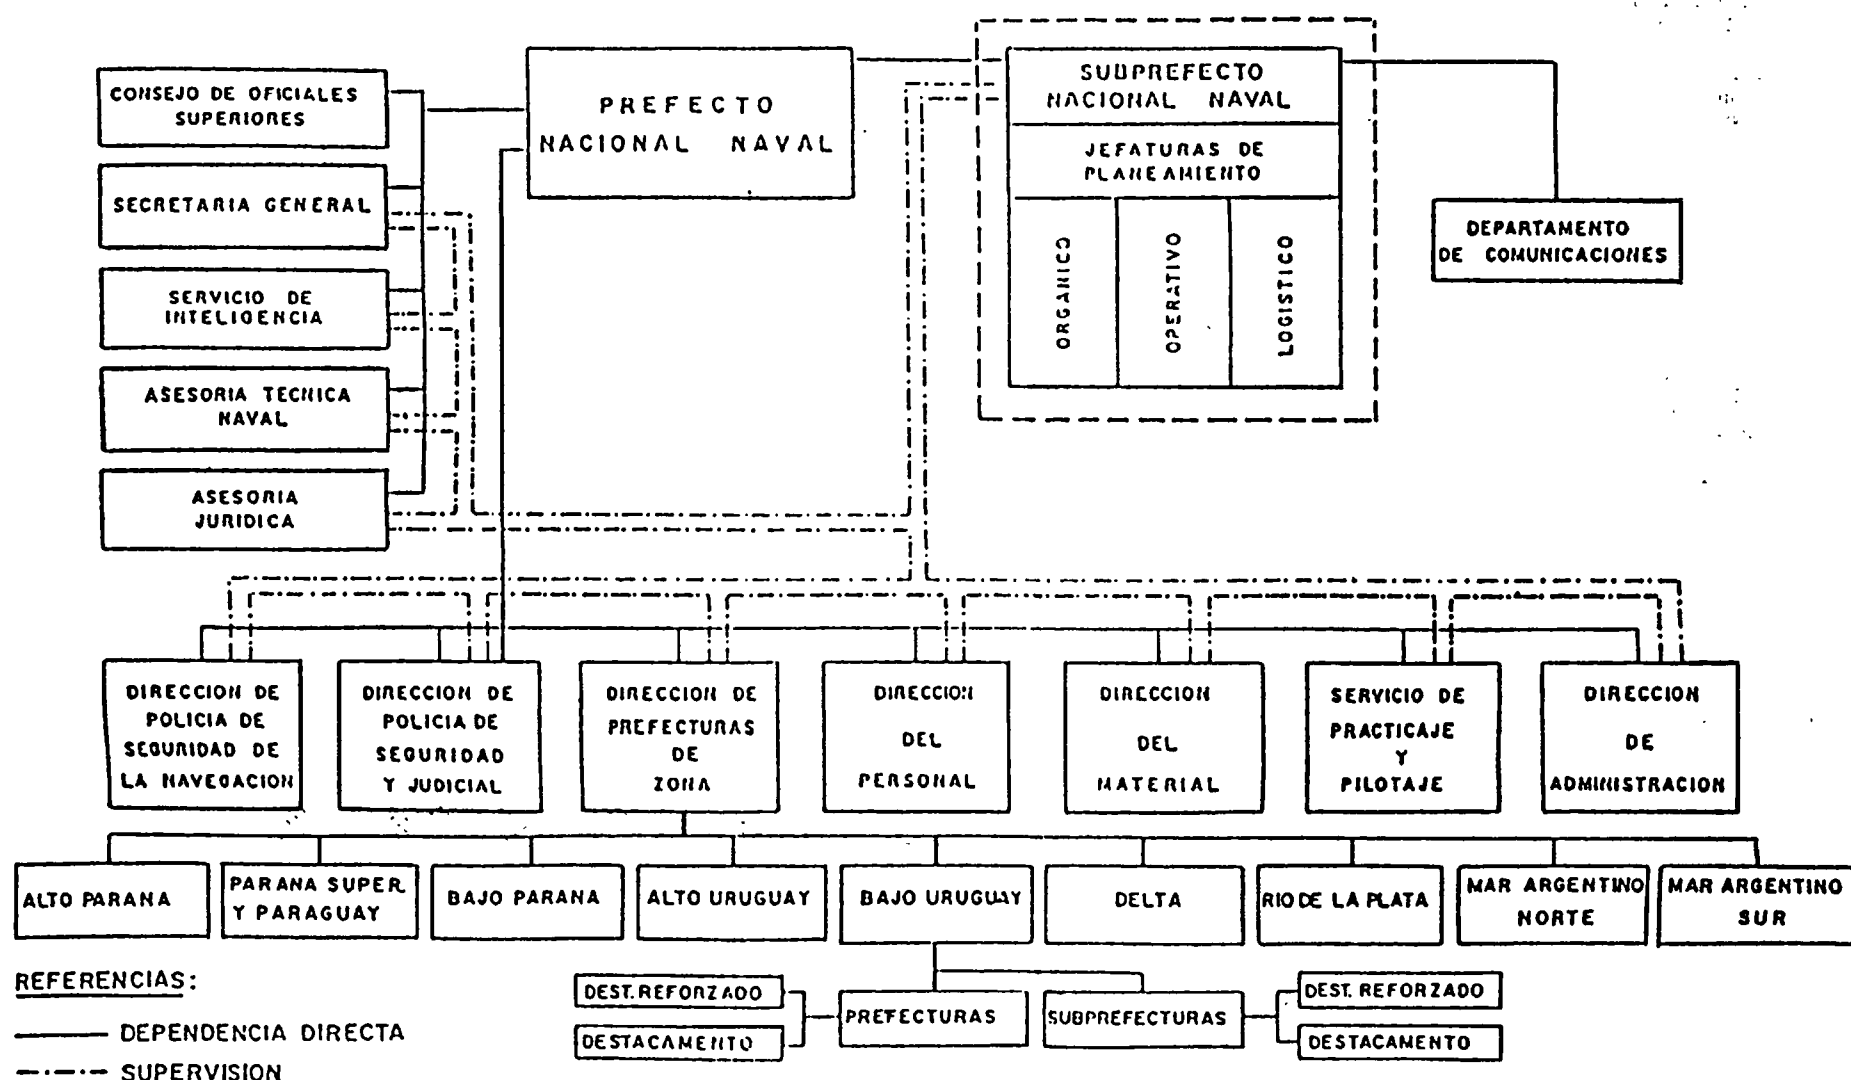 CONSEJO DE OFICIALES
SUPERIORES
SECRETARIA GENERAL
SERVICIO DE
INTELIGENCIA
ASESORIA TECNICA
NAVAL
ASESORIA
JURIDICA
PREFECTO
NACIONAL NAVAL
SUBPREFECTO
NACIONAL NAVAL
JEFATURAS DE
PLANEAMIENTO
ORGANICO
OPERATIVO
LOGISTICO
DEPARTAMENTO
DE COMUNICACIONES
DIRECCION DE
POLICIA DE
SEGURIDAD DE
LA NAVEGACION
DIRECCION DE
POLICIA DE
SEGURIDAD
Y JUDICIAL
DIRECCION DE
PREFECTURAS
DE
ZONA
DIRECCION
DEL
PERSONAL
DIRECCION
DEL
MATERIAL
SERVICIO DE
PRACTICAJE
Y
PILOTAJE
DIRECCION
DE
ADMINISTRACION
ALTO PARANA
PARANA SUPER
Y PARAGUAY
BAJO PARANA
ALTO URUGUAY
BAJO URUGUAY
DELTA
RIO DE LA PLATA
MAR ARGENTINO
NORTE
MAR ARGENTINO
SUR
DEST. REFORZADO
DESTACAMENTO
PREFECTURAS
SUBPREFECTURAS
DEST. REFORZADO
DESTACAMENTO
REFERENCIAS:
DEPENDENCIA DIRECTA
SUPERVISION